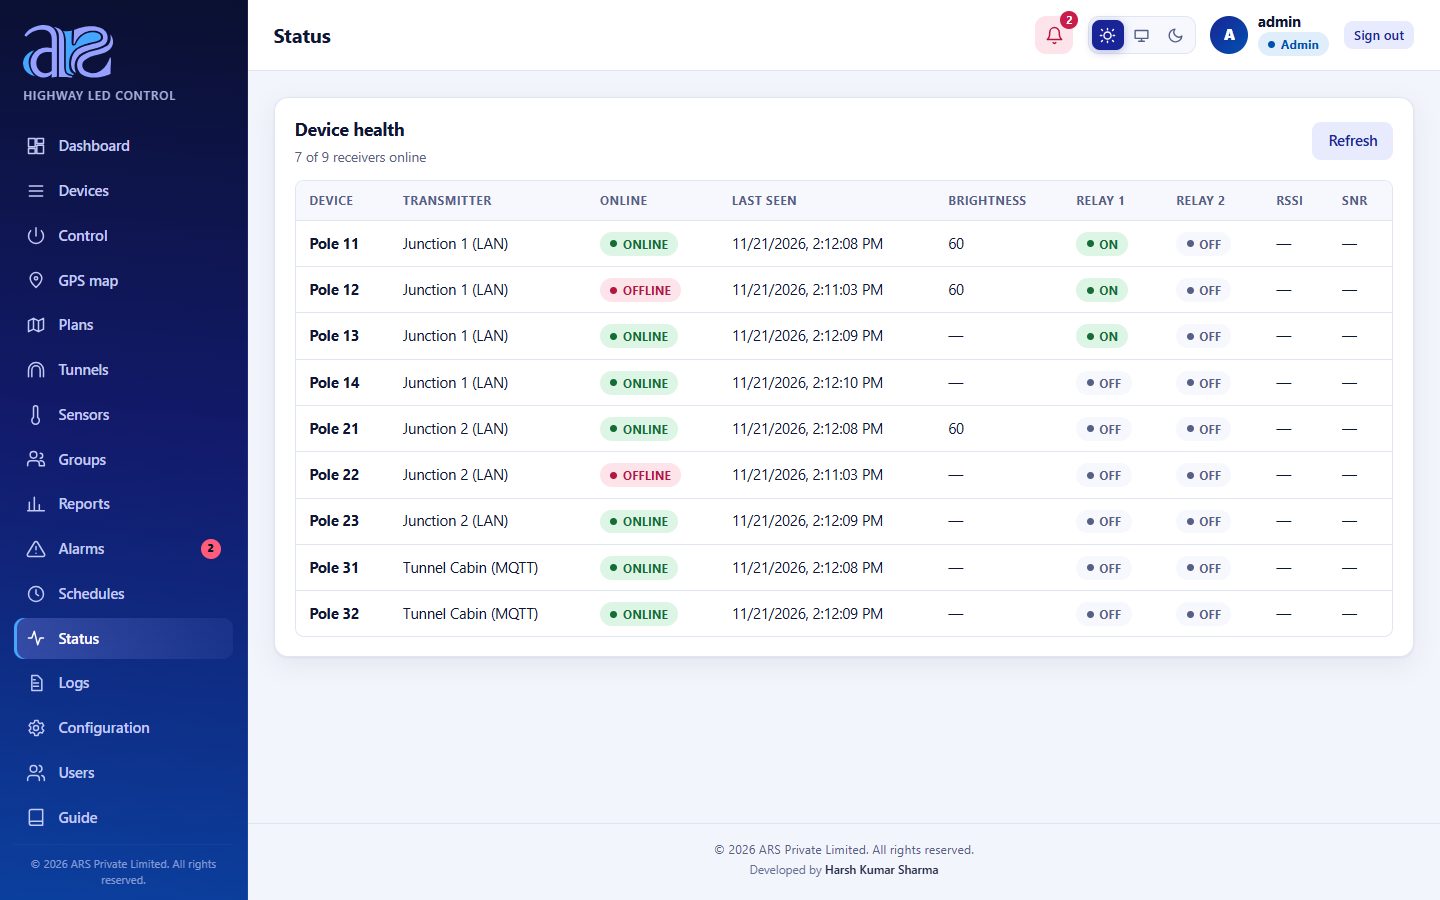 ars
HIGHWAY LED CONTROL
Dashboard
Devices
Control
GPS map
Plans
Tunnels
Sensors
Groups
Reports
Alarms 2
Schedules
Status
Logs
Configuration
Users
Guide
© 2026 ARS Private Limited. All rights
reserved.
Status
2
A
admin
Admin
Sign out
Device health
7 of 9 receivers online
Refresh
DEVICE TRANSMITTER ONLINE LAST SEEN BRIGHTNESS RELAY 1 RELAY 2 RSSI SNR
Pole 11 Junction 1 (LAN) ONLINE 11/21/2026, 2:12:08 PM 60 ON OFF — —
Pole 12 Junction 1 (LAN) OFFLINE 11/21/2026, 2:11:03 PM 60 ON OFF — —
Pole 13 Junction 1 (LAN) ONLINE 11/21/2026, 2:12:09 PM — ON OFF — —
Pole 14 Junction 1 (LAN) ONLINE 11/21/2026, 2:12:10 PM — OFF OFF — —
Pole 21 Junction 2 (LAN) ONLINE 11/21/2026, 2:12:08 PM 60 OFF OFF — —
Pole 22 Junction 2 (LAN) OFFLINE 11/21/2026, 2:11:03 PM — OFF OFF — —
Pole 23 Junction 2 (LAN) ONLINE 11/21/2026, 2:12:09 PM — OFF OFF — —
Pole 31 Tunnel Cabin (MQTT) ONLINE 11/21/2026, 2:12:08 PM — OFF OFF — —
Pole 32 Tunnel Cabin (MQTT) ONLINE 11/21/2026, 2:12:09 PM — OFF OFF — —
© 2026 ARS Private Limited. All rights reserved.
Developed by Harsh Kumar Sharma